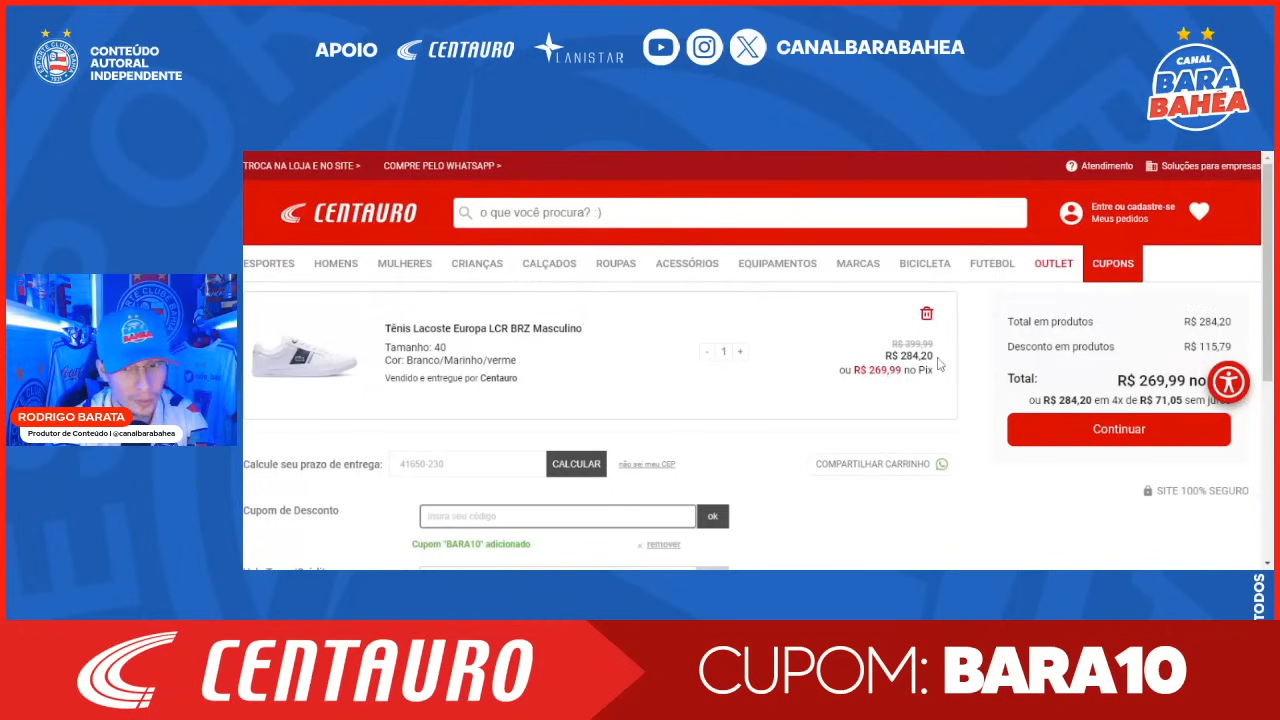 CONTEÚDO
AUTORAL
INDEPENDENTE
APOIO CENTAURO LANISTAR CANALBARABAHEA
CANAL
BARA
BAHÊA
TROCA NA LOJA E NO SITE > COMPRE PELO WHATSAPP > Atendimento Soluções para empresas
CENTAURO o que você procura? :) Entre ou cadastre-se
Meus pedidos
ESPORTES HOMENS MULHERES CRIANÇAS CALÇADOS ROUPAS ACESSÓRIOS EQUIPAMENTOS MARCAS BICICLETA FUTEBOL OUTLET CUPONS
Tênis Lacoste Europa LCR BRZ Masculino
Tamanho: 40
Cor: Branco/Marinho/verme
Vendido e entregue por Centauro
- 1 +
R$ 399,99
R$ 284,20
ou R$ 269,99 no Pix
Total em produtos R$ 284,20
Desconto em produtos R$ 115,79
Total: R$ 269,99 no
ou R$ 284,20 em 4x de R$ 71,05 sem
Continuar
SITE 100% SEGURO
Calcule seu prazo de entrega: 41650-230 CALCULAR não sei meu CEP COMPARTILHAR CARRINHO
Cupom de Desconto insira seu código ok
Cupom "BARA10" adicionado × remover
RODRIGO BARATA
Produtor de Conteúdo | @canalbarabahea
TODOS
CENTAURO CUPOM: BARA10